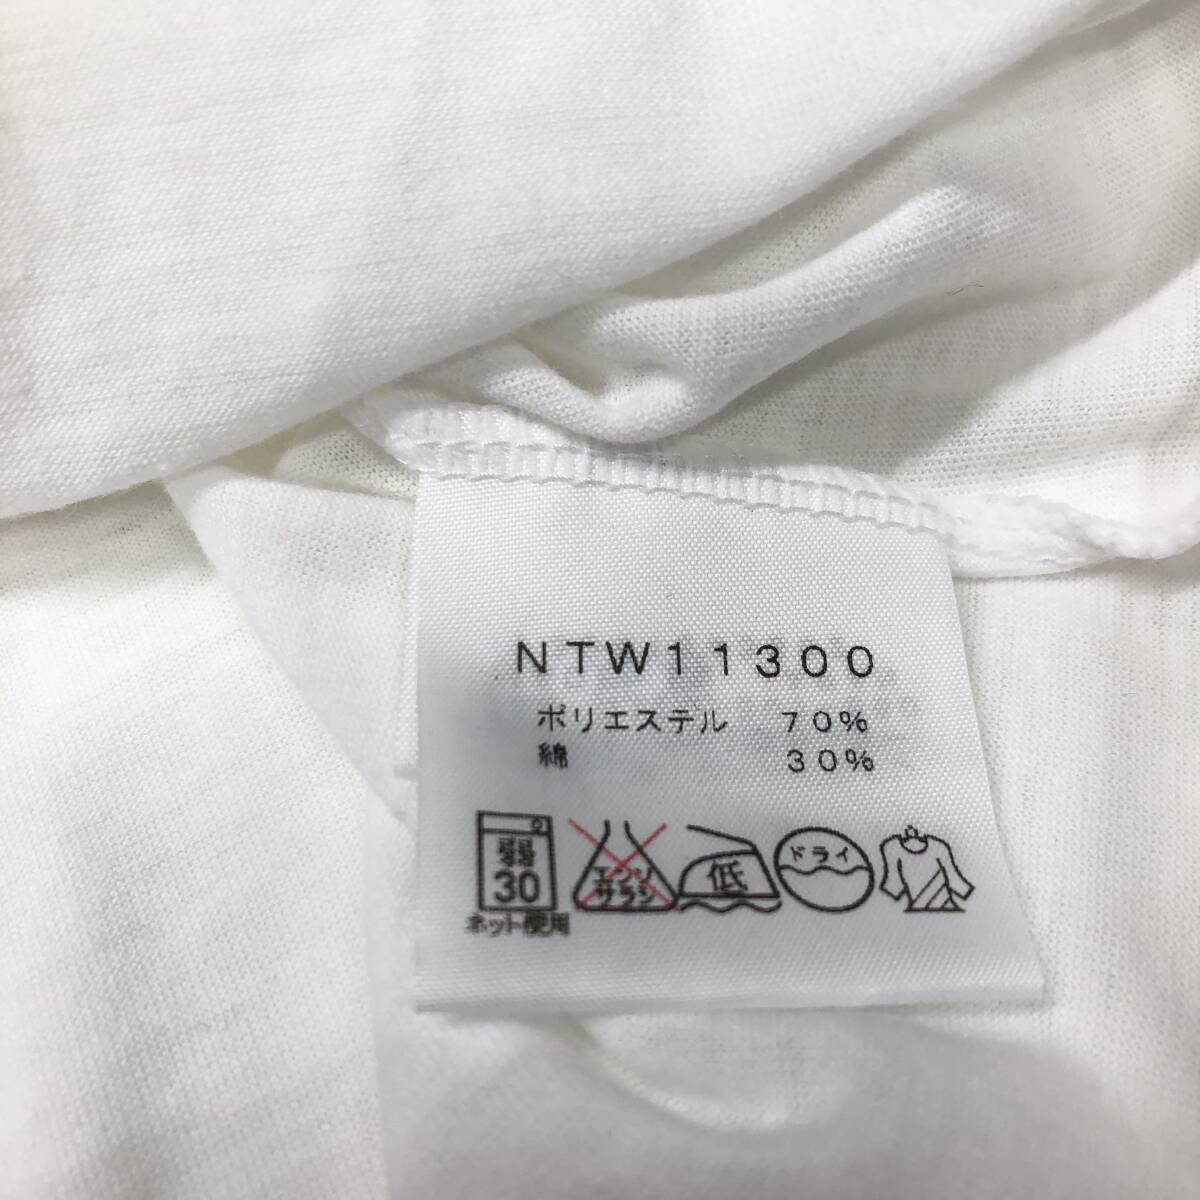 NTW11300
ポリエステル 70%
綿 30%
弱
30
ネット使用
エンソ
サラシ
低
ドライ